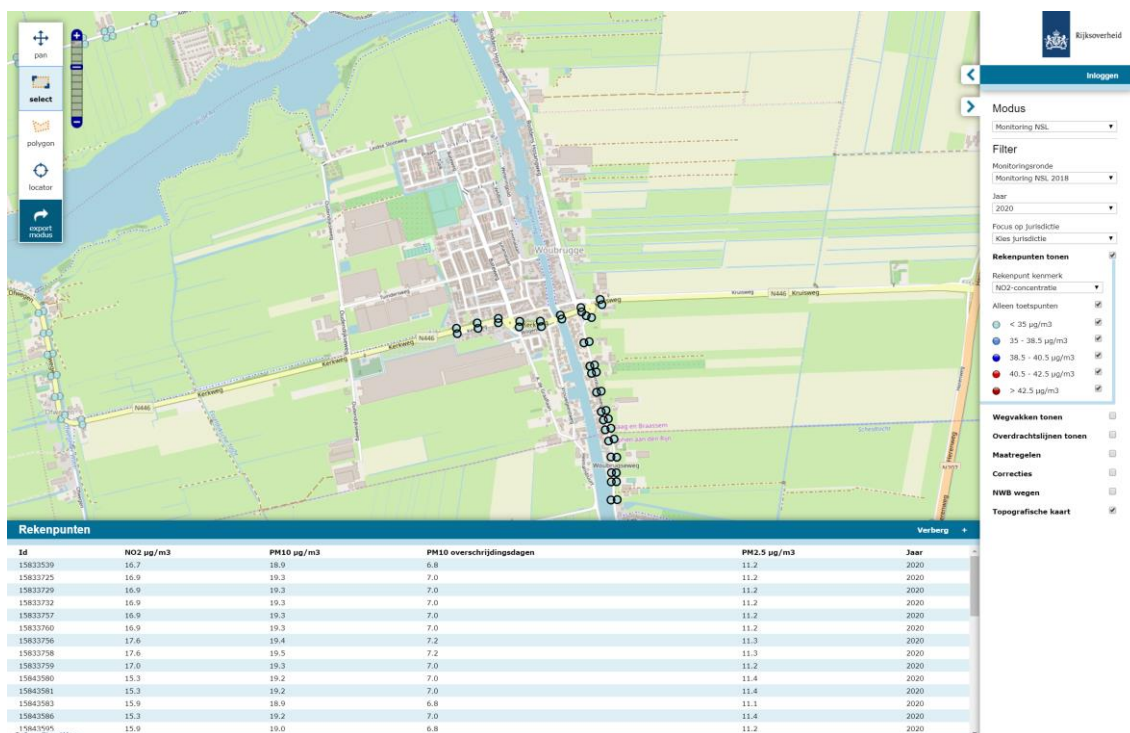 pan
select
polygon
locator
export
modus
Woubrugge
Kerkweg
N446
Kruisweg
N446
Kruisweg
N446
Kerkweg
Kerkweg
N446
Tuinderweg
Oudendijkseweg
Woubrugseweg
Rijksoverheid
Inloggen
Modus
Monitoring NSL
Filter
Monitoringsronde
Monitoring NSL 2018
Jaar
2020
Focus op jurisdictie
Kies jurisdictie
Rekenpunten tonen
Rekenpunt kenmerk
NO2-concentratie
Alleen toetspunten
< 35 µg/m3
35 - 38.5 µg/m3
38.5 - 40.5 µg/m3
40.5 - 42.5 µg/m3
> 42.5 µg/m3
Wegvakken tonen
Overdrachtslijnen tonen
Maatregelen
Correcties
NWB wegen
Topografische kaart
Rekenpunten Verberg +
Id NO2 µg/m3 PM10 µg/m3 PM10 overschrijdingsdagen PM2.5 µg/m3 Jaar
15833539 16.7 18.9 6.8 11.2 2020
15833725 16.9 19.3 7.0 11.2 2020
15833729 16.9 19.3 7.0 11.2 2020
15833732 16.9 19.3 7.0 11.2 2020
15833757 16.9 19.3 7.0 11.2 2020
15833760 16.9 19.3 7.0 11.2 2020
15833756 17.6 19.4 7.2 11.3 2020
15833758 17.6 19.5 7.2 11.3 2020
15833759 17.0 19.3 7.0 11.2 2020
15843580 15.3 19.2 7.0 11.4 2020
15843581 15.3 19.2 7.0 11.4 2020
15843583 15.9 18.9 6.8 11.1 2020
15843586 15.3 19.2 7.0 11.4 2020
15843595 15.9 19.0 6.8 11.2 2020